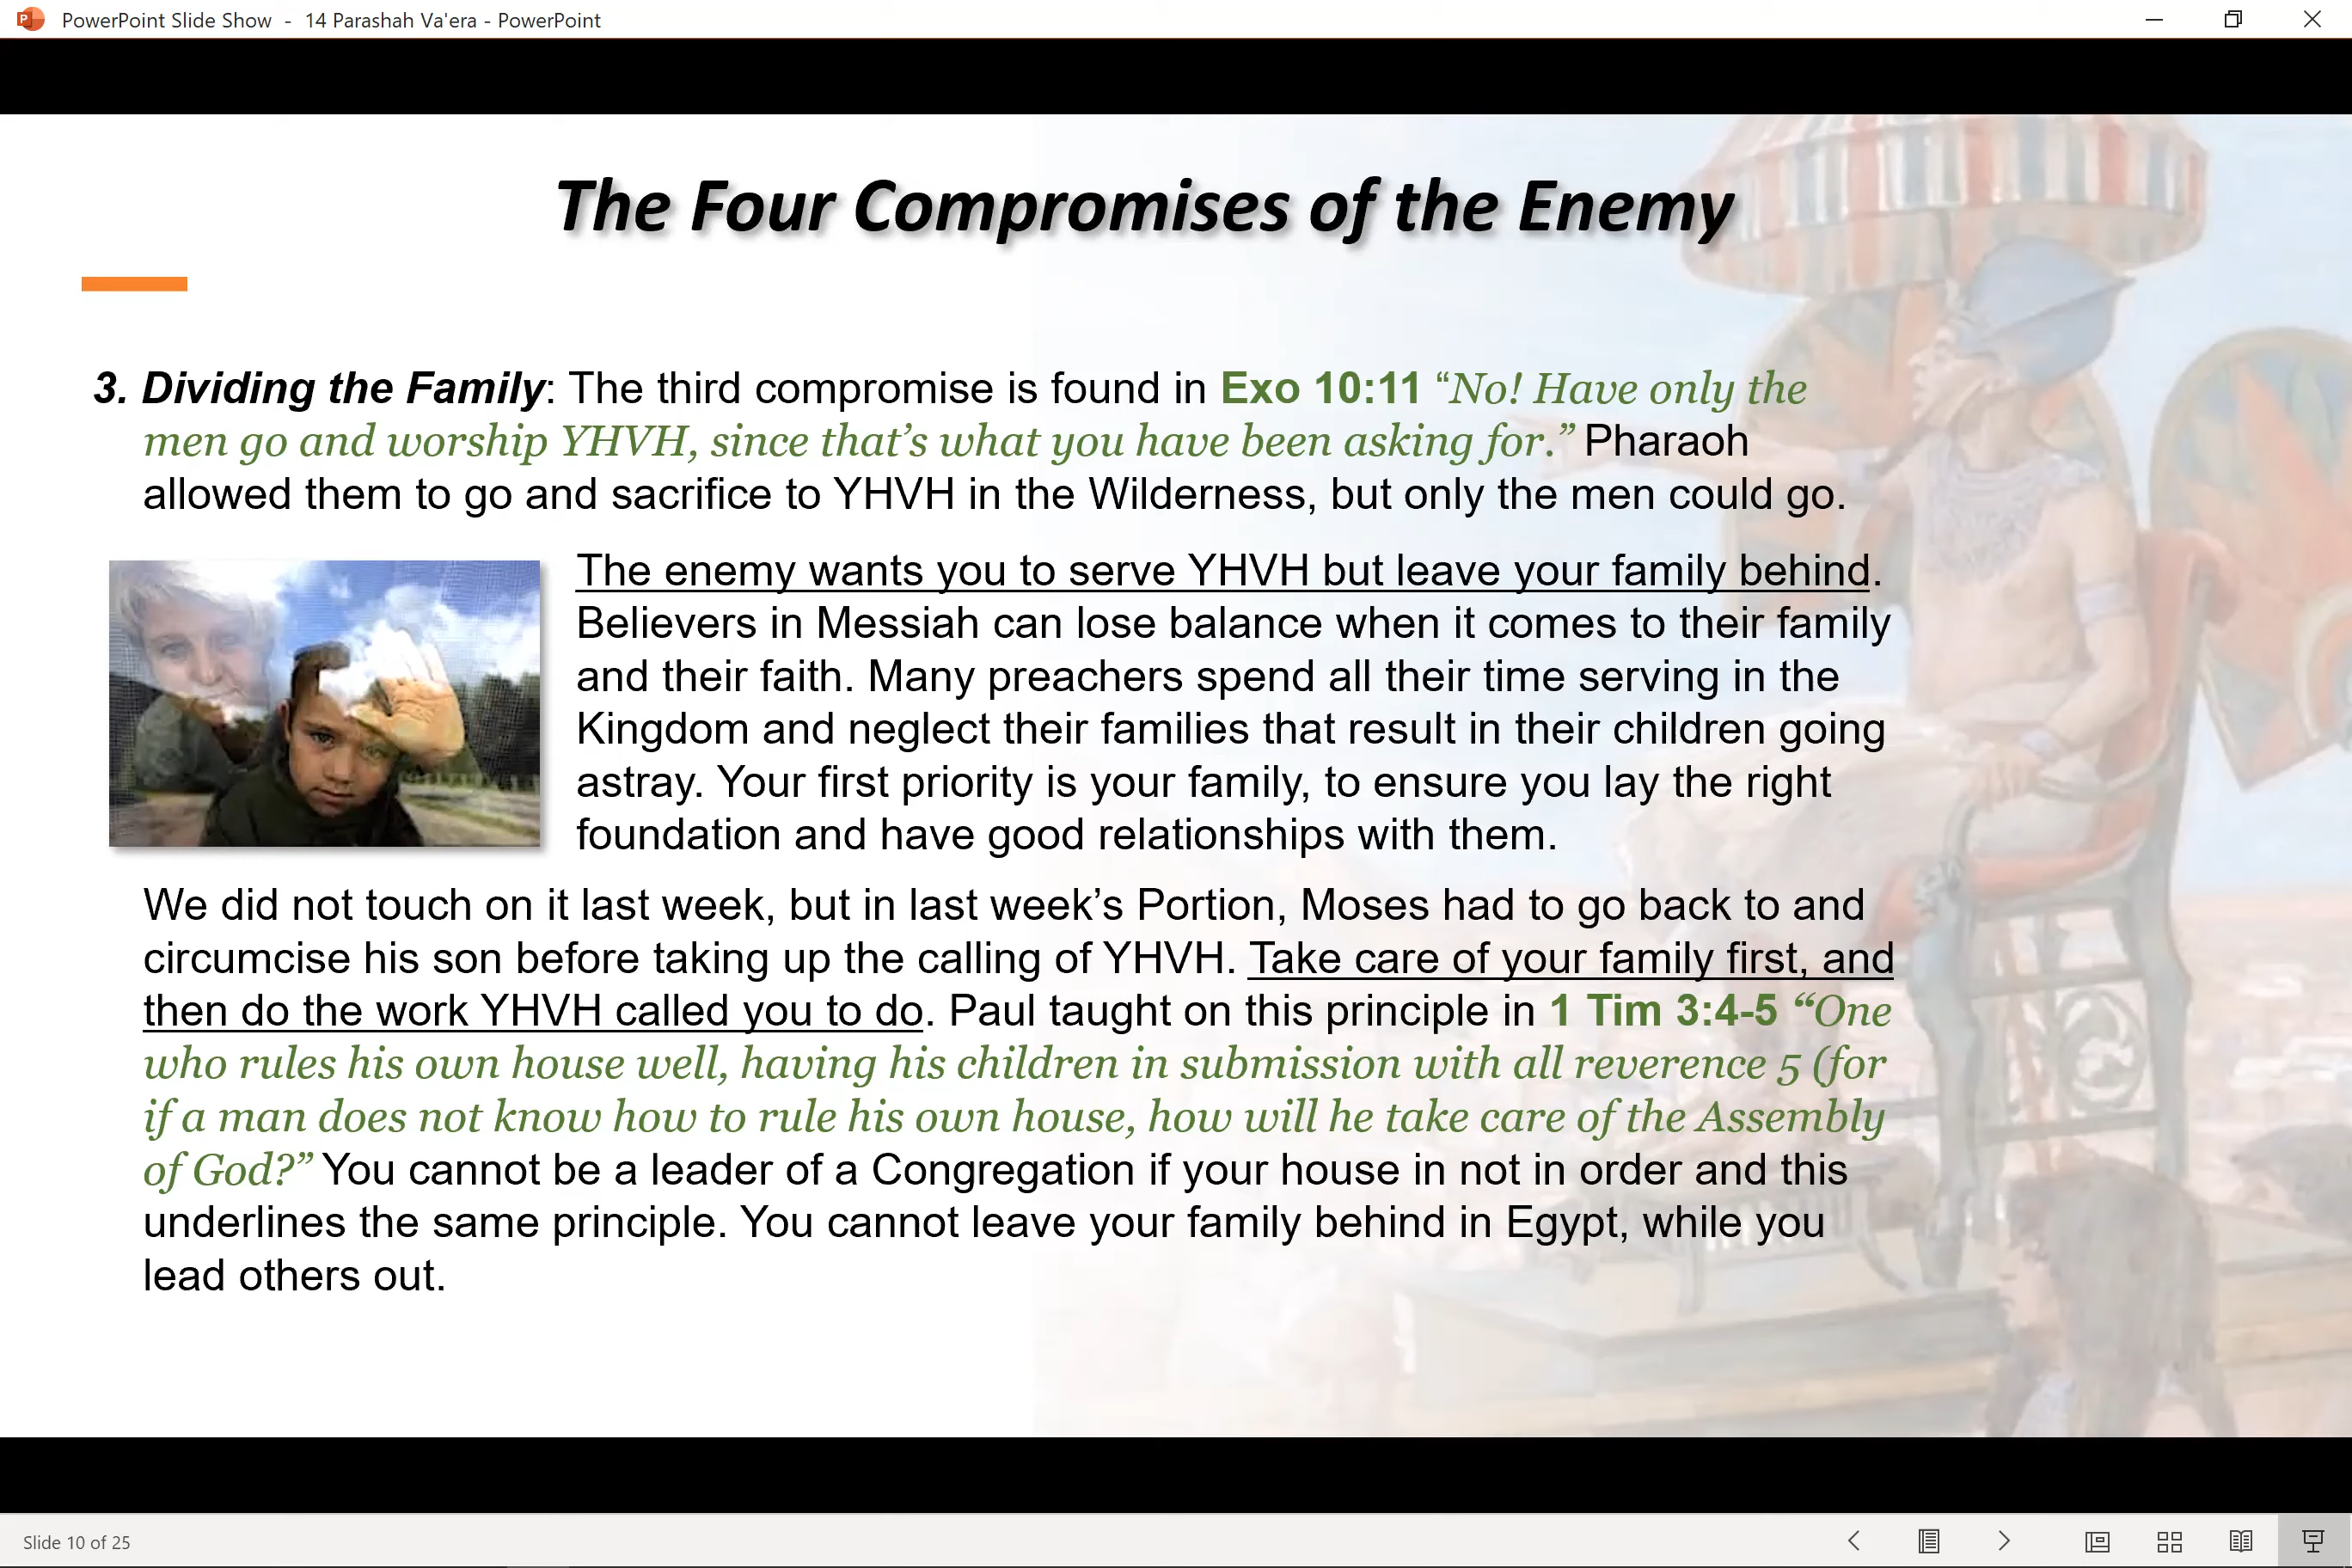 PowerPoint Slide Show - 14 Parashah Va'era - PowerPoint
The Four Compromises of the Enemy
3. Dividing the Family: The third compromise is found in Exo 10:11 “No! Have only the
men go and worship YHVH, since that’s what you have been asking for.” Pharaoh
allowed them to go and sacrifice to YHVH in the Wilderness, but only the men could go.
The enemy wants you to serve YHVH but leave your family behind.
Believers in Messiah can lose balance when it comes to their family
and their faith. Many preachers spend all their time serving in the
Kingdom and neglect their families that result in their children going
astray. Your first priority is your family, to ensure you lay the right
foundation and have good relationships with them.
We did not touch on it last week, but in last week’s Portion, Moses had to go back to and
circumcise his son before taking up the calling of YHVH. Take care of your family first, and
then do the work YHVH called you to do. Paul taught on this principle in 1 Tim 3:4-5 “One
who rules his own house well, having his children in submission with all reverence 5 (for
if a man does not know how to rule his own house, how will he take care of the Assembly
of God?” You cannot be a leader of a Congregation if your house in not in order and this
underlines the same principle. You cannot leave your family behind in Egypt, while you
lead others out.
Slide 10 of 25